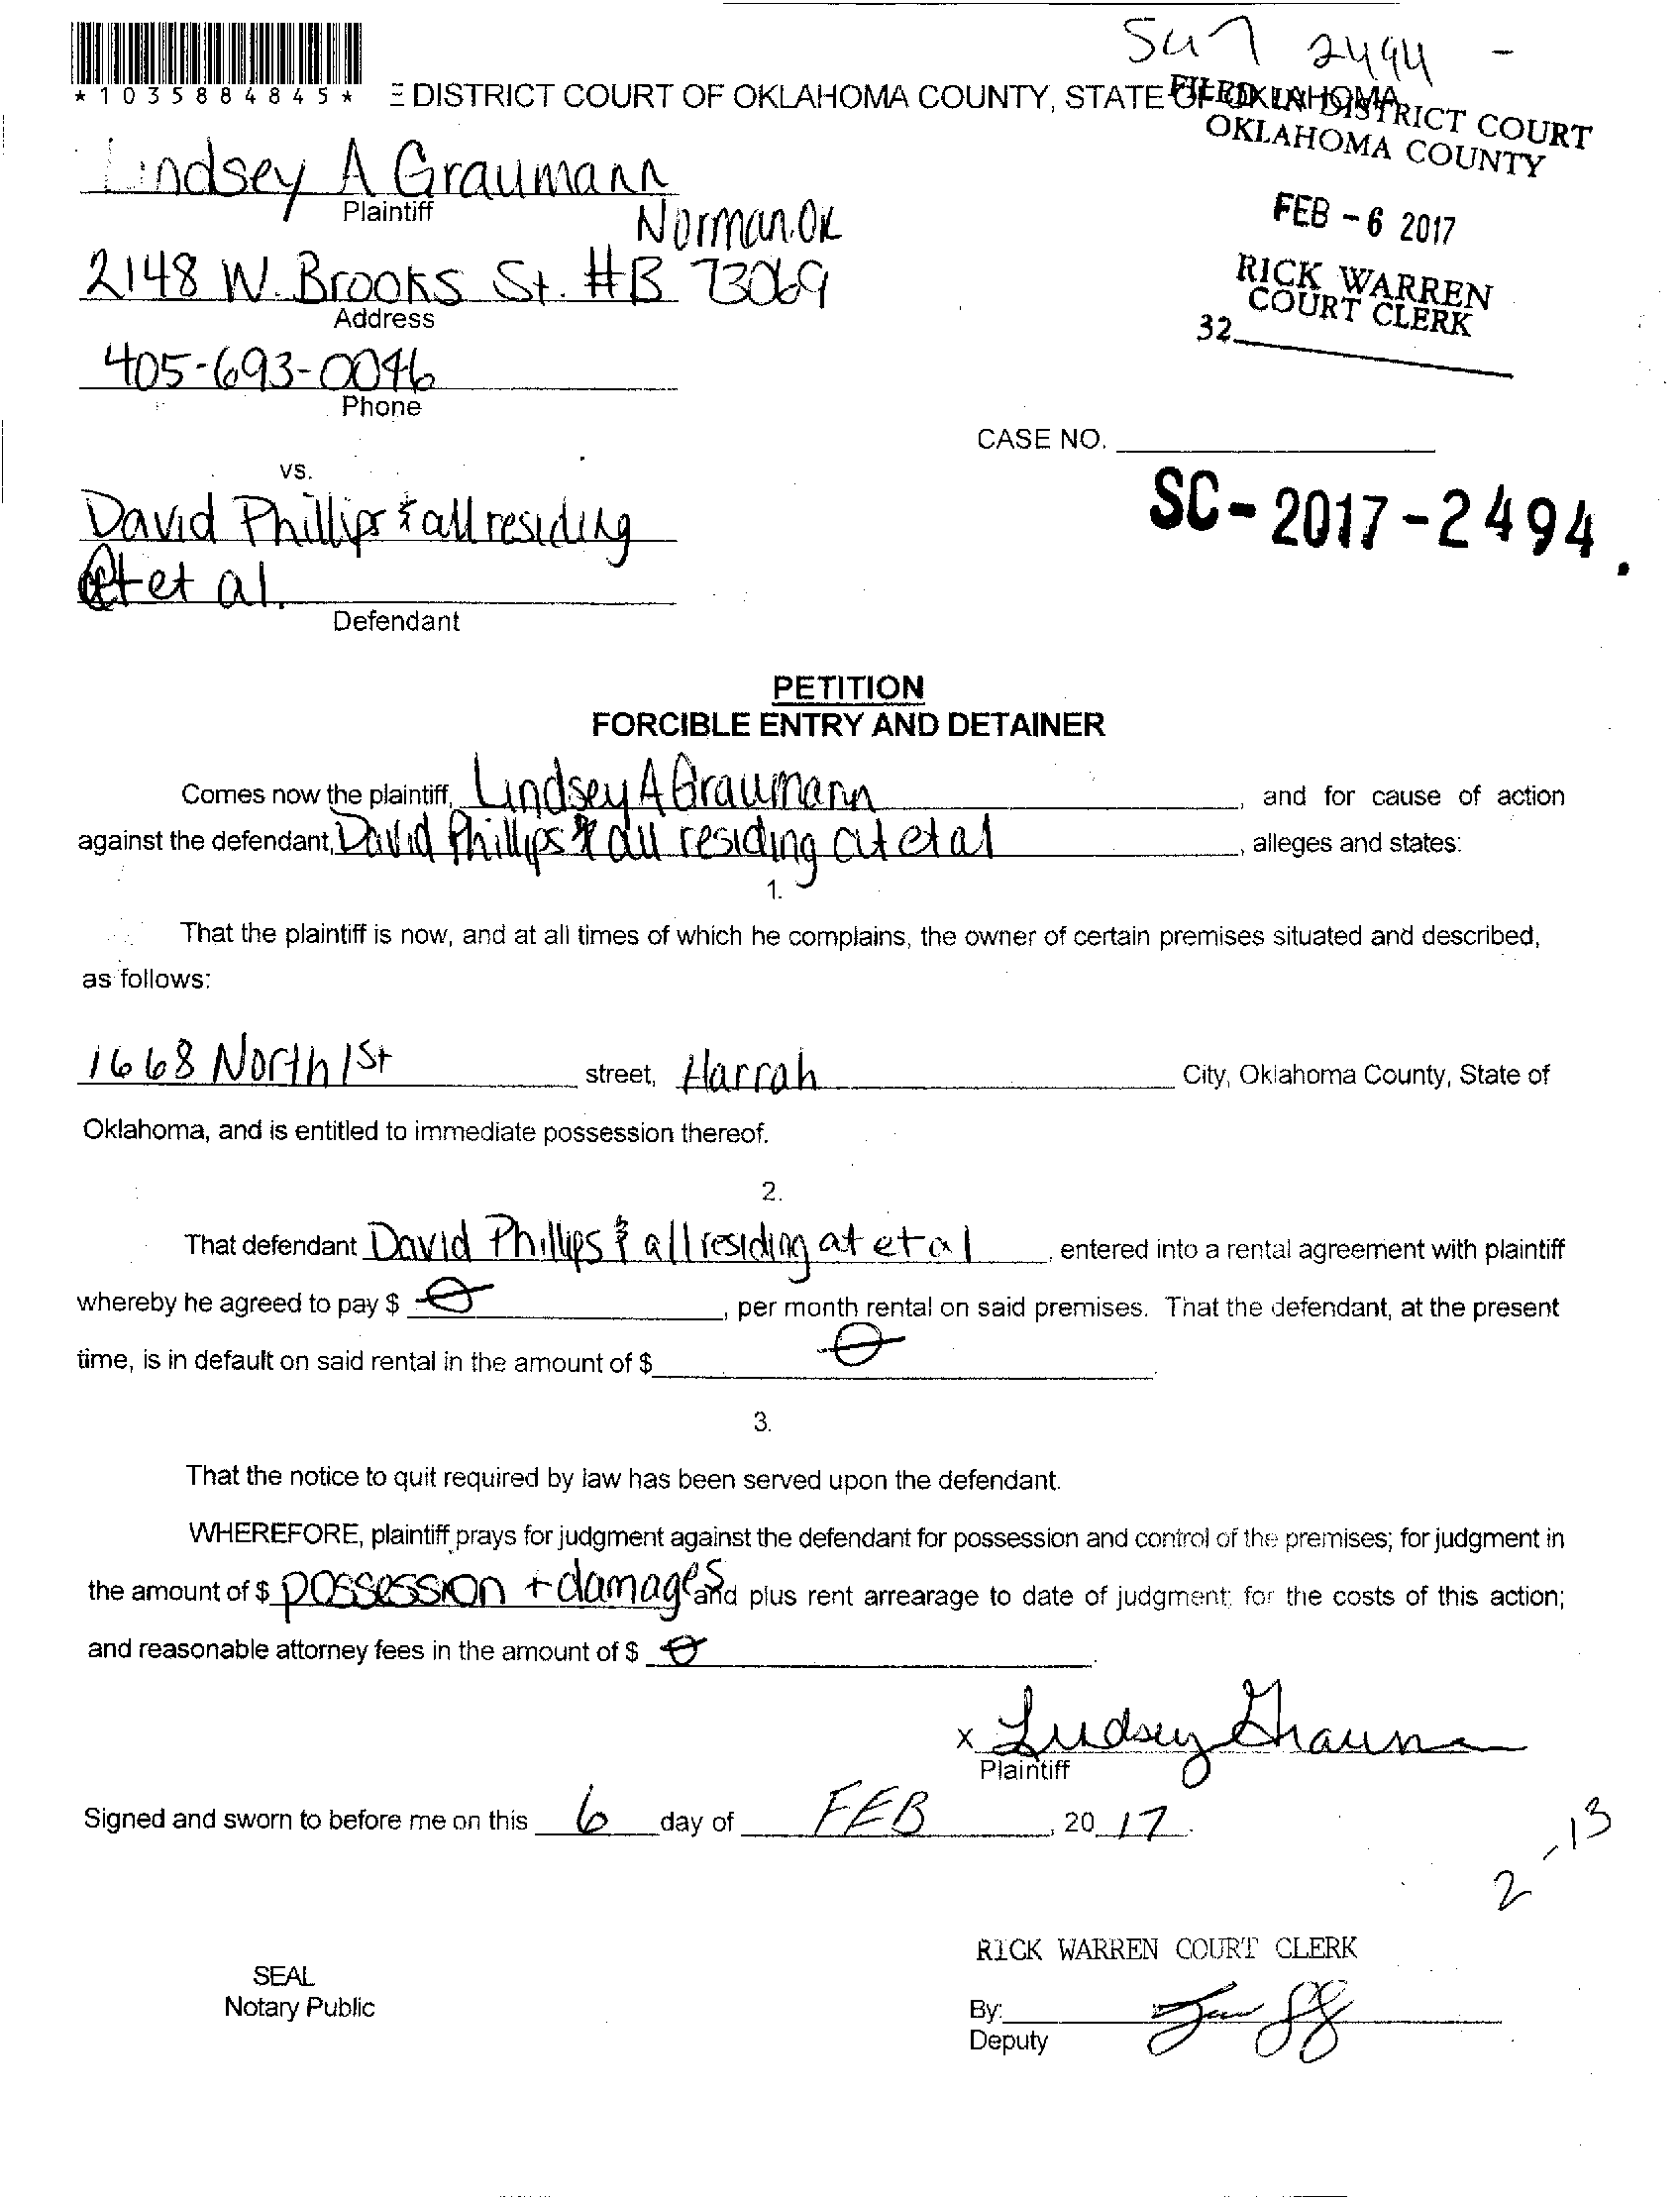 2494 -
*1035884845*
DISTRICT COURT OF OKLAHOMA COUNTY, STATE OF OKLAHOMA
FILED IN DISTRICT COURT
OKLAHOMA COUNTY
FEB -6 2017
RICK WARREN
COURT CLERK
32
Lindsey A Graumann
Plaintiff
Norman, OK
2148 W. Brooks St. #B 73069
Address
405-693-0046
Phone
CASE NO.
SC-2017-2494
vs.
David Phillips & all residing
at et al.
Defendant
PETITION
FORCIBLE ENTRY AND DETAINER
Comes now the plaintiff, Lindsey A Graumann, and for cause of action
against the defendant, David Phillips & all residing at et al, alleges and states:
1.
That the plaintiff is now, and at all times of which he complains, the owner of certain premises situated and described,
as follows:
1668 North 1st street, Harrah City, Oklahoma County, State of
Oklahoma, and is entitled to immediate possession thereof.
2.
That defendant David Phillips & all residing at et al, entered into a rental agreement with plaintiff
whereby he agreed to pay $ 0, per month rental on said premises. That the defendant, at the present
time, is in default on said rental in the amount of $ 0.
3.
That the notice to quit required by law has been served upon the defendant.
WHEREFORE, plaintiff prays for judgment against the defendant for possession and control of the premises; for judgment in
the amount of $ possession + damages and plus rent arrearage to date of judgment; for the costs of this action;
and reasonable attorney fees in the amount of $ 0.
x Lindsey Grauman
Plaintiff
Signed and sworn to before me on this 6 day of FEB, 2017.
2-13
RICK WARREN COURT CLERK
SEAL
Notary Public
By:
Deputy